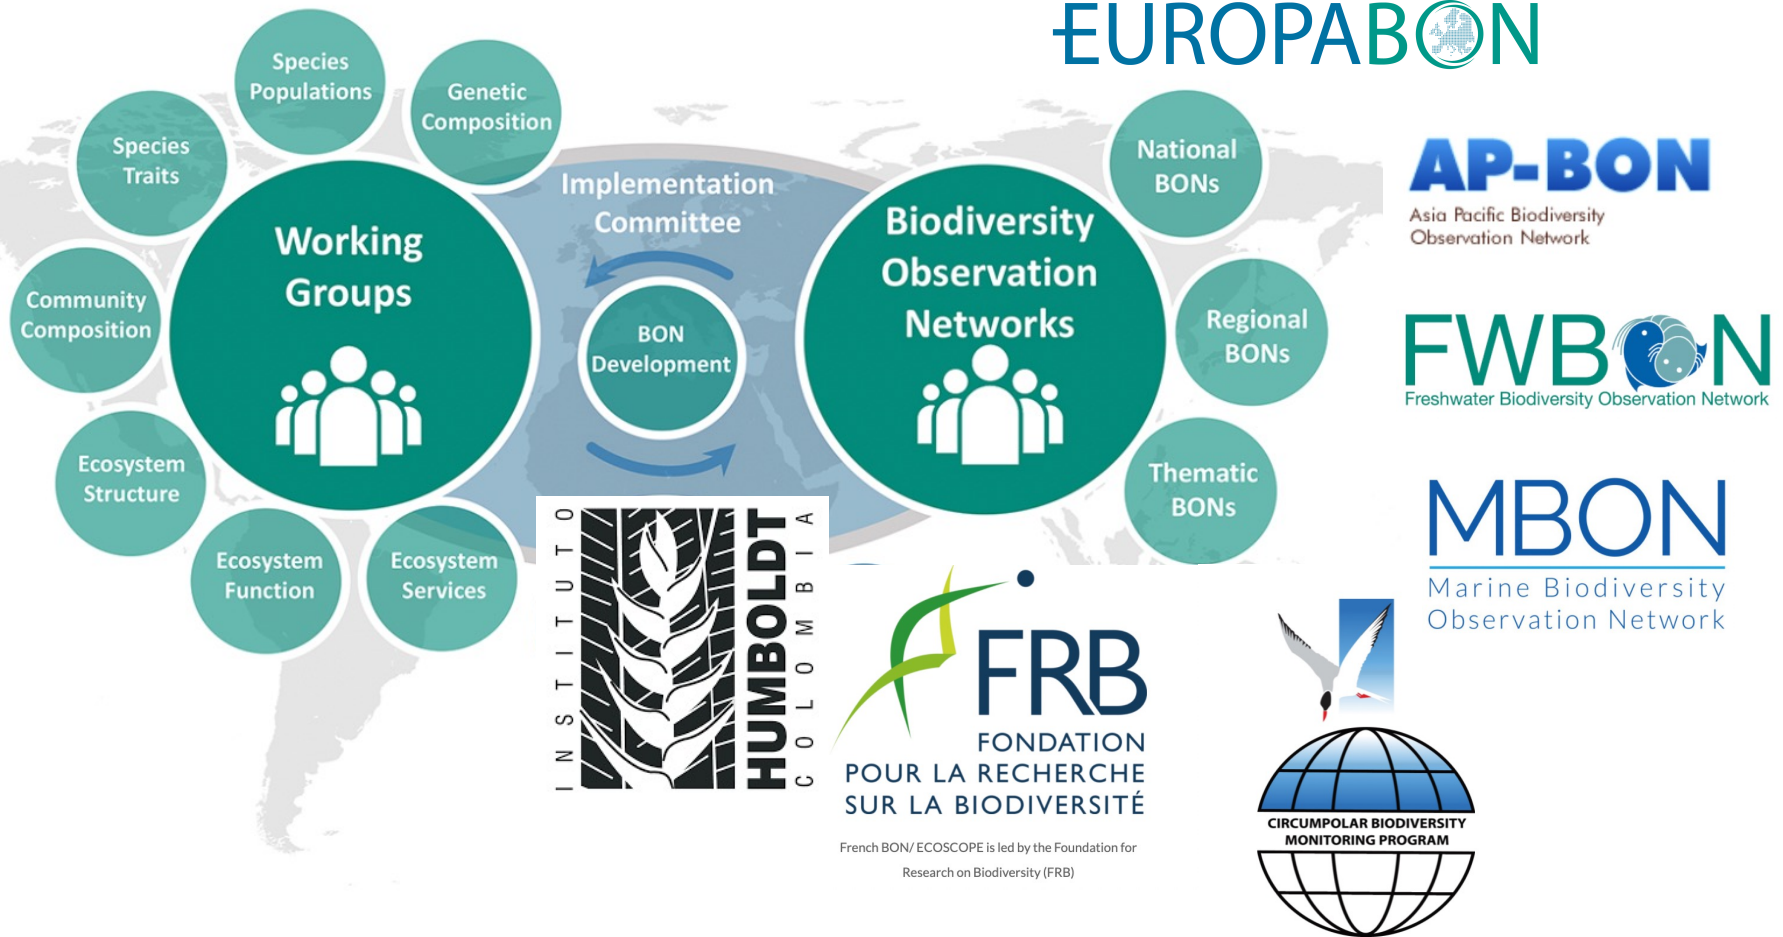 EUROPABON
Species
Populations
Genetic
Composition
Species
Traits
Community
Composition
Ecosystem
Structure
Ecosystem
Function
Ecosystem
Services
Working
Groups
Implementation
Committee
BON
Development
Biodiversity
Observation
Networks
National
BONs
Regional
BONs
Thematic
BONs
AP-BON
Asia Pacific Biodiversity
Observation Network
FWBON
Freshwater Biodiversity Observation Network
MBON
Marine Biodiversity
Observation Network
INSTITUTO
HUMBOLDT
COLOMBIA
FRB
FONDATION
POUR LA RECHERCHE
SUR LA BIODIVERSITÉ
French BON/ ECOSCOPE is led by the Foundation for
Research on Biodiversity (FRB)
CIRCUMPOLAR BIODIVERSITY
MONITORING PROGRAM